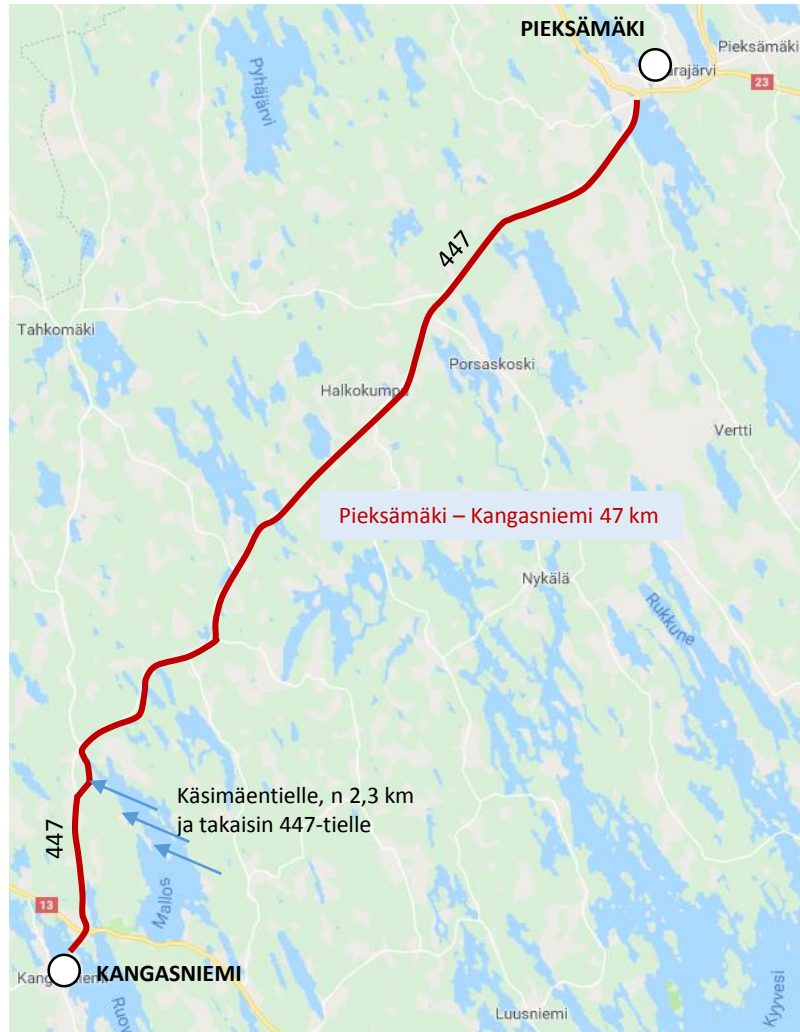 PIEKSÄMÄKI
Pieksämäki
arajärvi
23
Pyhäjärvi
447
Tahkomäki
Porsaskoski
Halkokumpu
Vertti
Pieksämäki – Kangasniemi 47 km
Nykälä
Rukkune
Käsimäentielle, n 2,3 km
ja takaisin 447-tielle
447
Mallos
13
KANGASNIEMI
Luusniemi
Kyyvesi